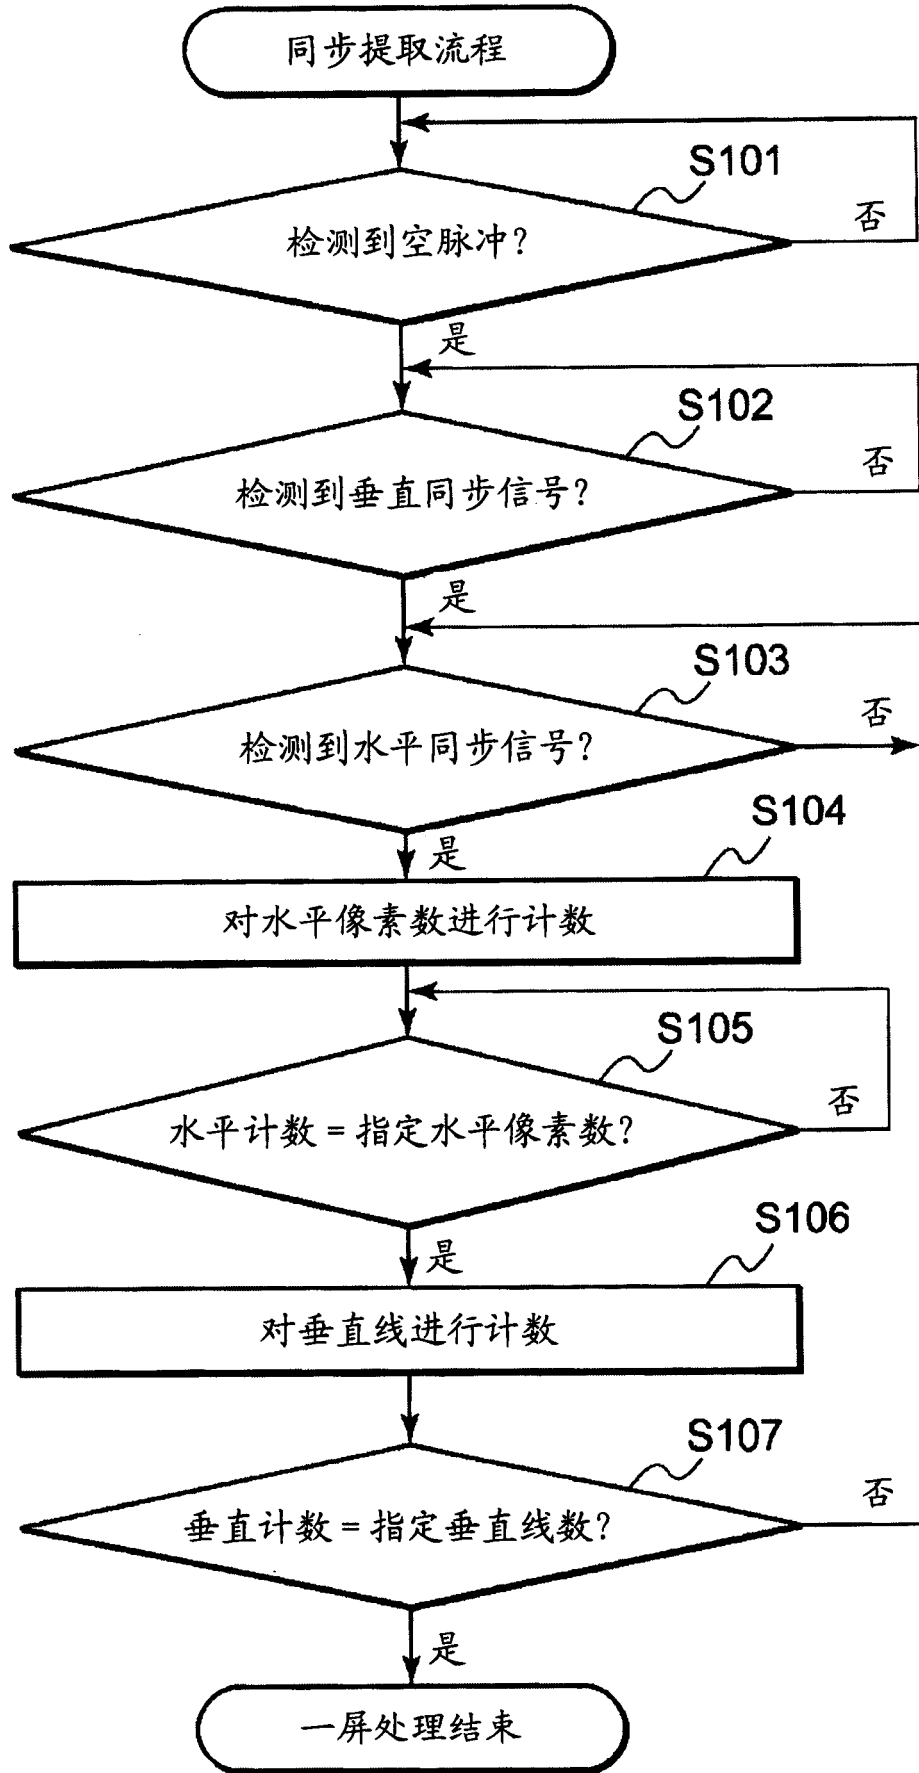 同步提取流程
S101
检测到空脉冲?
否
是
S102
检测到垂直同步信号?
否
是
S103
检测到水平同步信号?
否
是
S104
对水平像素数进行计数
S105
水平计数=指定水平像素数?
否
是
S106
对垂直线进行计数
S107
垂直计数=指定垂直线数?
否
是
一屏处理结束